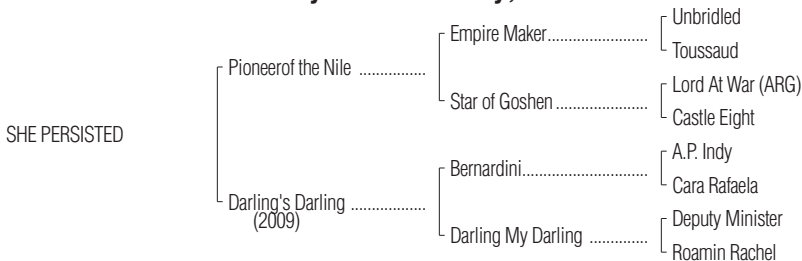 Unbridled
Empire Maker......................
Toussaud
Pioneerof the Nile ................
Lord At War (ARG)
Star of Goshen ......................
Castle Eight
SHE PERSISTED
A.P. Indy
Bernardini............................
Cara Rafaela
Darling's Darling ..................
(2009)
Deputy Minister
Darling My Darling ..............
Roamin Rachel